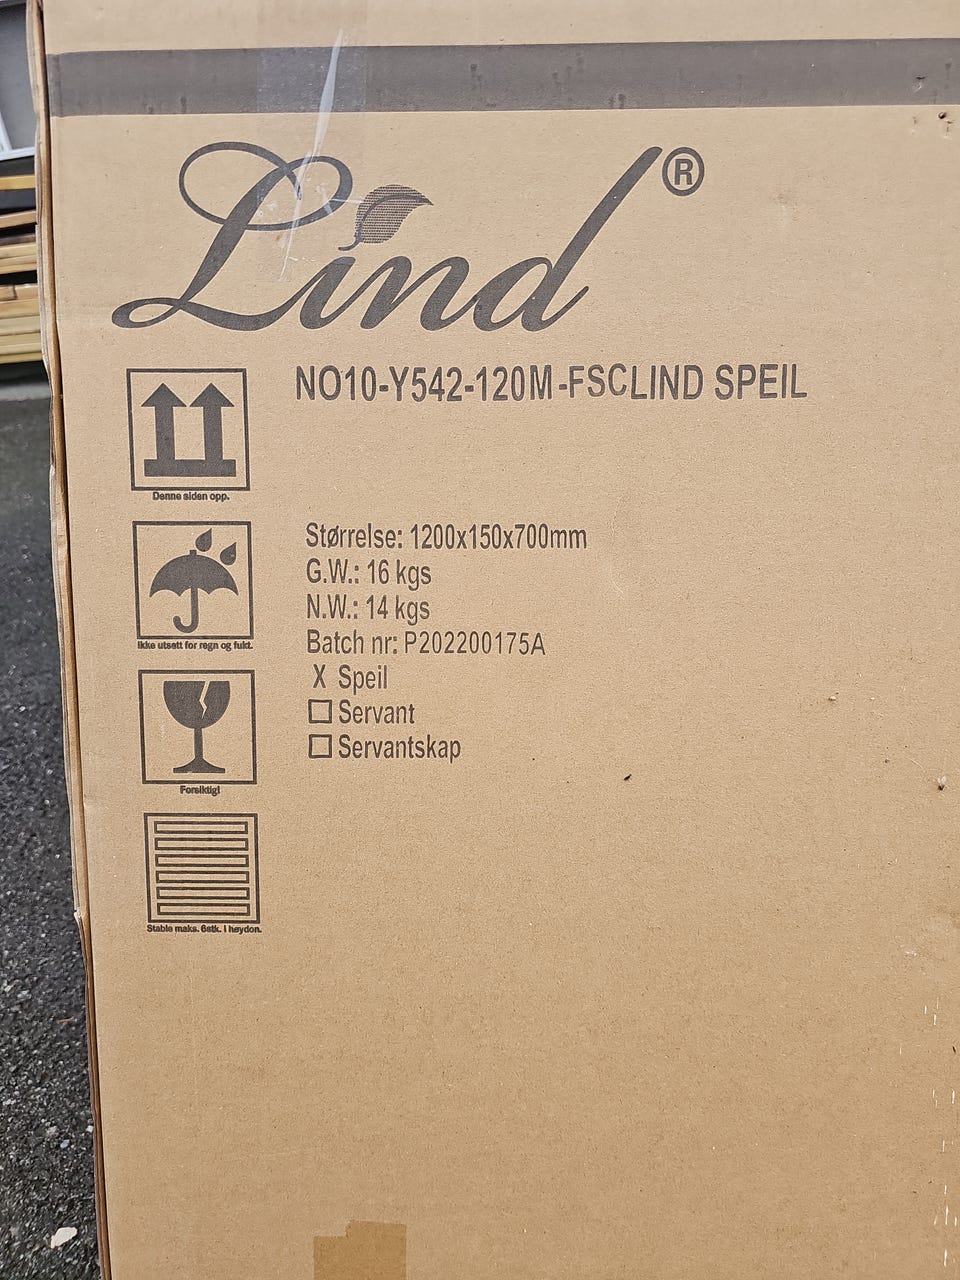 Lind®
NO10-Y542-120M-FSCLIND SPEIL
Denne siden opp.
Størrelse: 1200x150x700mm
G.W.: 16 kgs
N.W.: 14 kgs
Batch nr: P202200175A
X Speil
Servant
Servantskap
Ikke utsett for regn og fukt.
Forsiktig!
Stable maks. 6stk. i høyden.